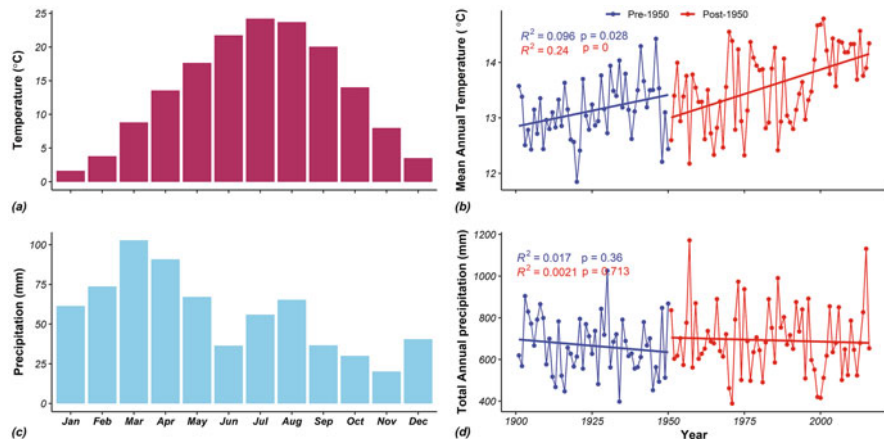 Temperature (°C)
25
20
15
10
5
0
(a)
Pre-1950 Post-1950
R² = 0.096 p = 0.028
R² = 0.24 p = 0
Mean Annual Temperature ( °C)
14
13
12
(b)
Precipitation (mm)
100
75
50
25
0
(c)
Jan Feb Mar Apr May Jun Jul Aug Sep Oct Nov Dec
R² = 0.017 p = 0.36
R² = 0.0021 p = 0.713
Total Annual precipitation (mm)
1200
1000
800
600
400
(d)
1900 1925 1950 1975 2000
Year